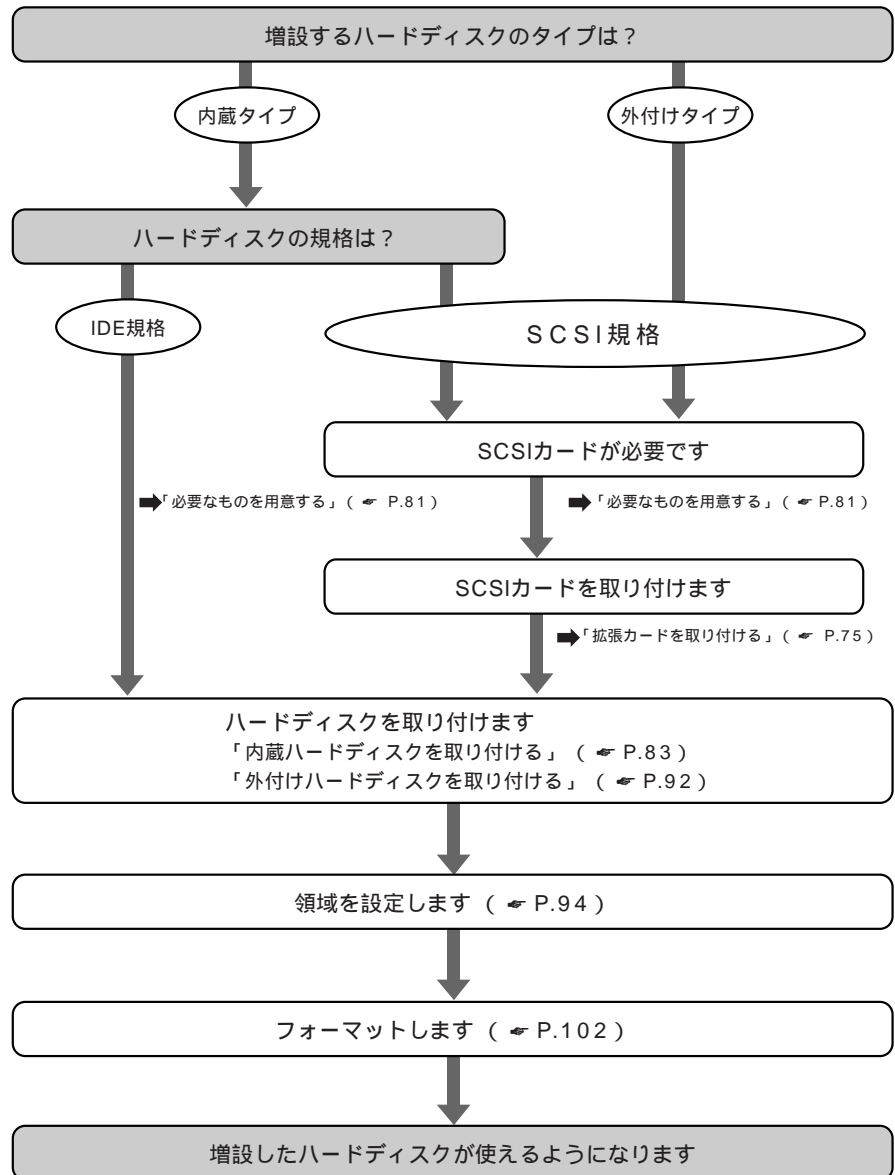 増設するハードディスクのタイプは？
内蔵タイプ
外付けタイプ
ハードディスクの規格は？
IDE規格
SCSI規格
SCSIカードが必要です
➡「必要なものを用意する」（☛ P.81）
➡「必要なものを用意する」（☛ P.81）
SCSIカードを取り付けます
➡「拡張カードを取り付ける」（☛ P.75）
ハードディスクを取り付けます
「内蔵ハードディスクを取り付ける」（☛ P.83）
「外付けハードディスクを取り付ける」（☛ P.92）
領域を設定します（☛ P.94）
フォーマットします（☛ P.102）
増設したハードディスクが使えるようになります